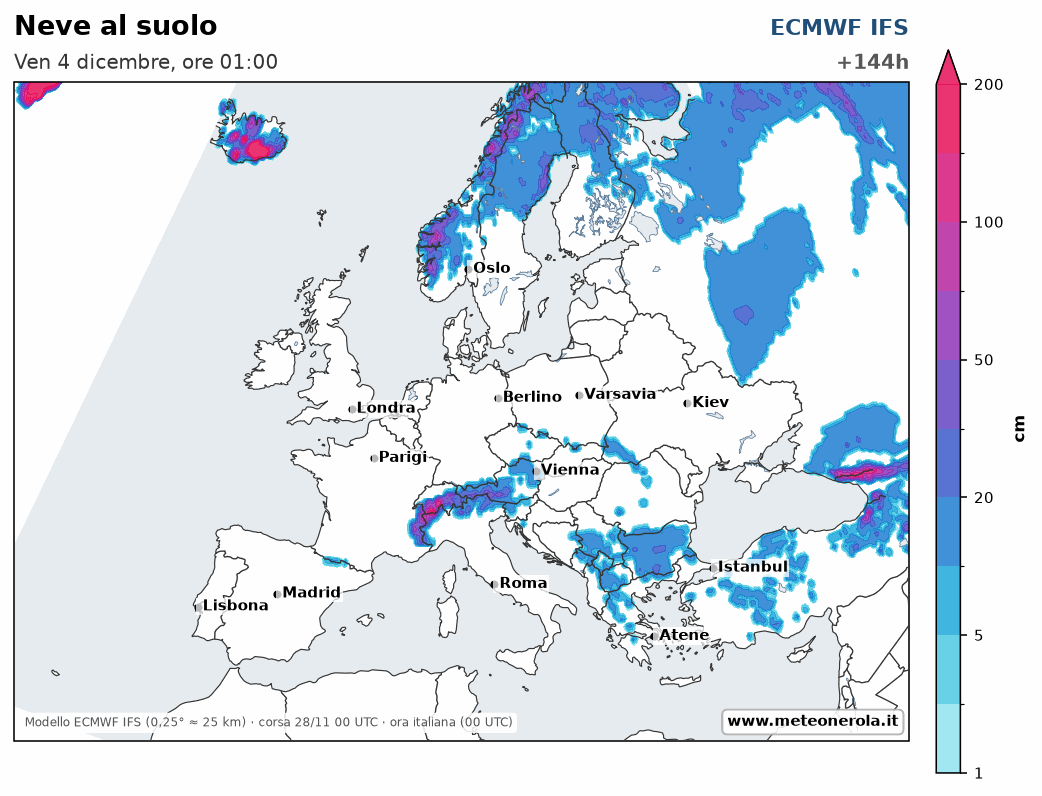 Neve al suolo
ECMWF IFS
Ven 4 dicembre, ore 01:00
+144h
200
100
50
20
5
1
cm
Oslo
Londra
Berlino
Varsavia
Kiev
Parigi
Vienna
Istanbul
Roma
Madrid
Lisbona
Atene
Modello ECMWF IFS (0,25° ≈ 25 km) · corsa 28/11 00 UTC · ora italiana (00 UTC)
www.meteonerola.it